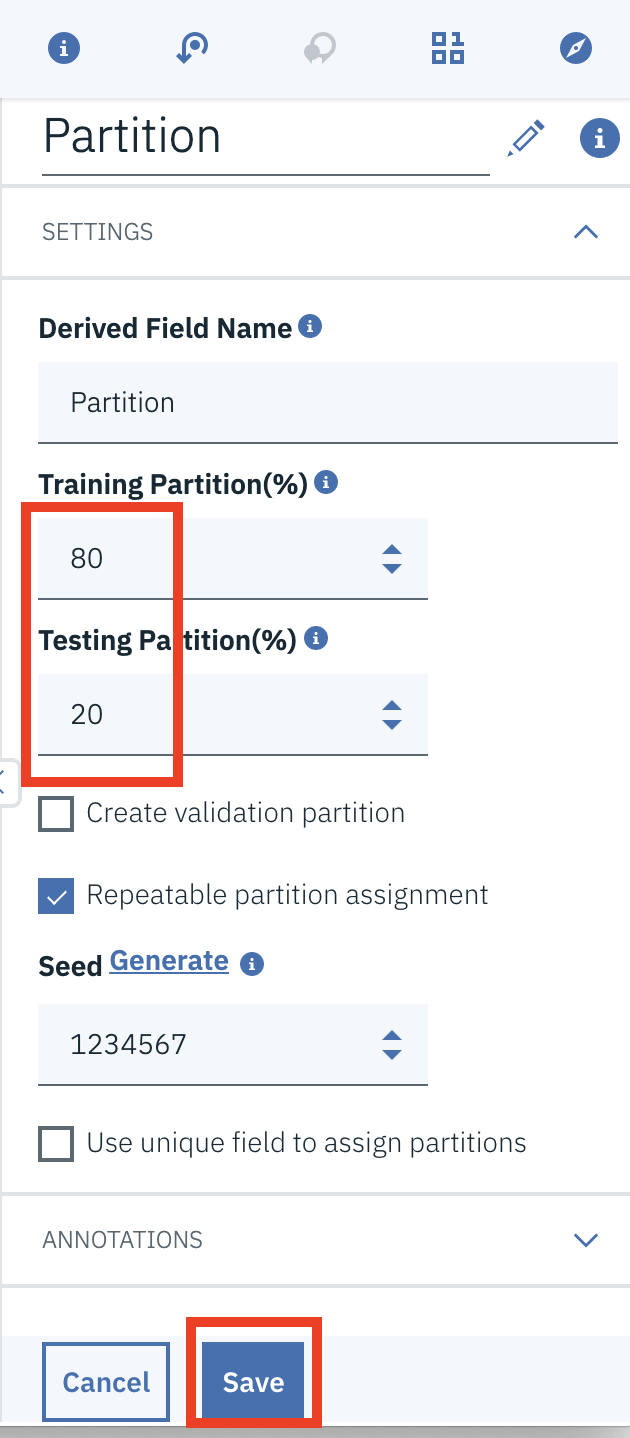 Partition
SETTINGS
Derived Field Name
Partition
Training Partition(%)
80
Testing Partition(%)
20
Create validation partition
Repeatable partition assignment
Seed Generate
1234567
Use unique field to assign partitions
ANNOTATIONS
Cancel Save